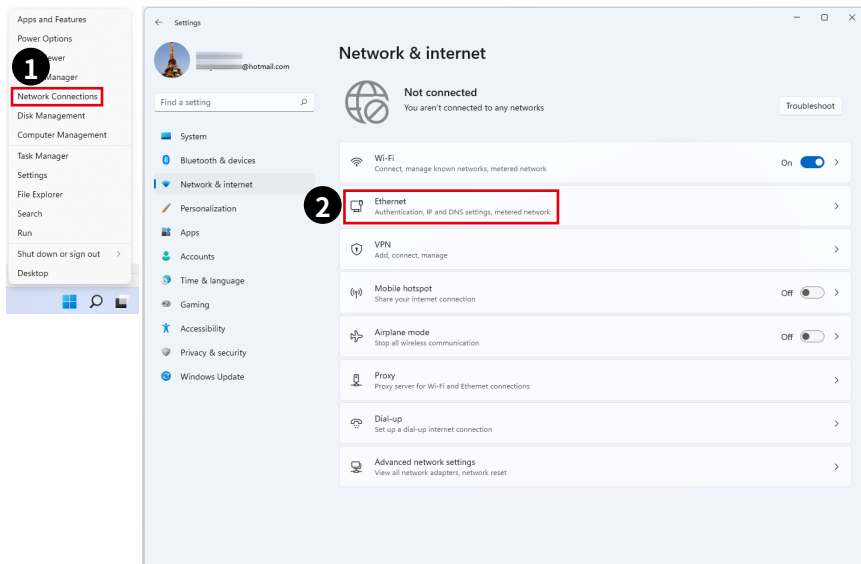 Apps and Features
Power Options
ewer
1
Manager
Network Connections
Disk Management
Computer Management
Task Manager
Settings
File Explorer
Search
Run
Shut down or sign out
Desktop
Settings
@hotmail.com
Find a setting
System
Bluetooth & devices
Network & internet
Personalization
Apps
Accounts
Time & language
Gaming
Accessibility
Privacy & security
Windows Update
Network & internet
Not connected
You aren't connected to any networks
Troubleshoot
Wi-Fi
Connect, manage known networks, metered network
On
2
Ethernet
Authentication, IP and DNS settings, metered network
VPN
Add, connect, manage
Mobile hotspot
Share your internet connection
Off
Airplane mode
Stop all wireless communication
Off
Proxy
Proxy server for Wi-Fi and Ethernet connections
Dial-up
Set up a dial-up internet connection
Advanced network settings
View all network adapters, network reset